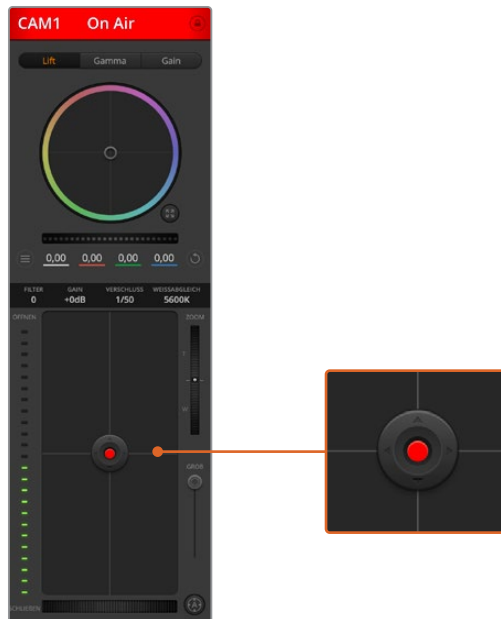 CAM1 On Air
Lift Gamma Gain
0,00 0,00 0,00 0,00
FILTER GAIN VERSCHLUSS WEISSABGLEICH
0 +0dB 1/50 5600K
ÖFFNEN ZOOM
T
W
GROB
SCHLIEßEN
A